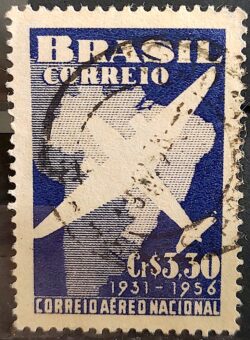 BRASIL
CORREIO
Cr$3,30
1931-1956
CORREIO AÉREO NACIONAL